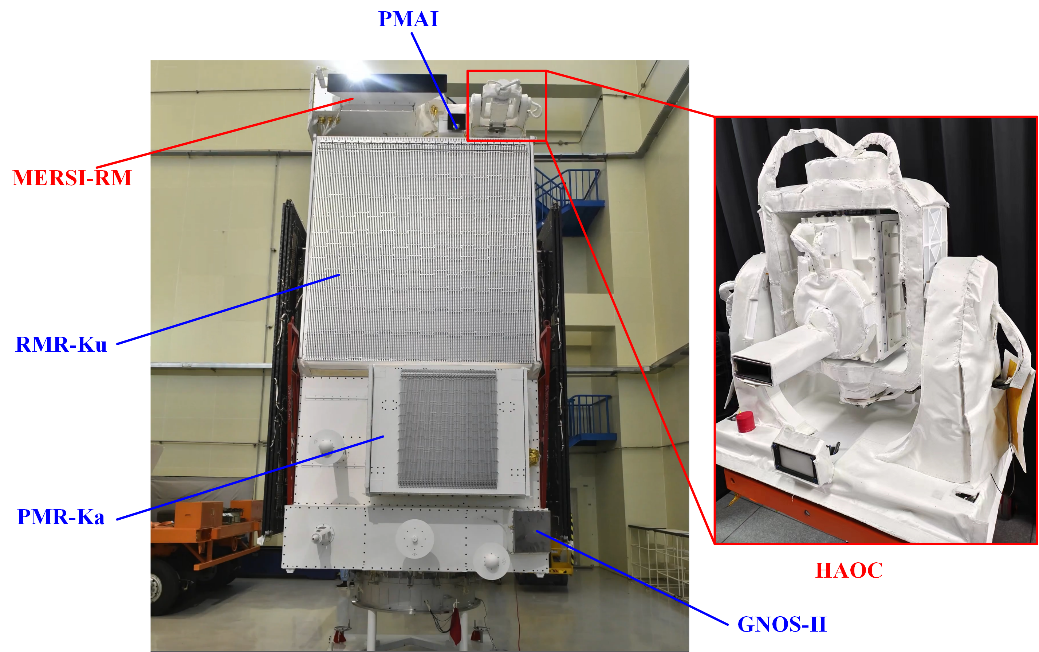 PMAI
MERSI-RM
RMR-Ku
PMR-Ka
HAOC
GNOS-II